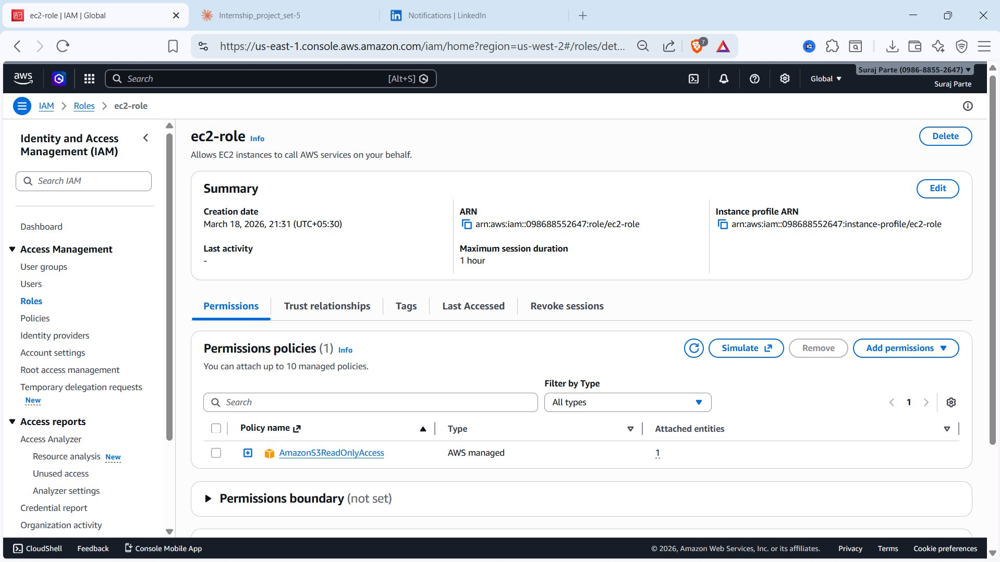 ec2-role | IAM | Global
Internship_project_set-5
Notifications | LinkedIn
https://us-east-1.console.aws.amazon.com/iam/home?region=us-west-2#/roles/det...
7
aws
Search
[Alt+S]
Global
Suraj Parte (0986-8855-2647)
Suraj Parte
IAM
Roles
ec2-role
Identity and Access Management (IAM)
Search IAM
Dashboard
Access Management
User groups
Users
Roles
Policies
Identity providers
Account settings
Root access management
Temporary delegation requests
New
Access reports
Access Analyzer
Resource analysis New
Unused access
Analyzer settings
Credential report
Organization activity
ec2-role Info
Delete
Allows EC2 instances to call AWS services on your behalf.
Summary
Edit
Creation date
March 18, 2026, 21:31 (UTC+05:30)
ARN
arn:aws:iam::098688552647:role/ec2-role
Instance profile ARN
arn:aws:iam::098688552647:instance-profile/ec2-role
Last activity
-
Maximum session duration
1 hour
Permissions
Trust relationships
Tags
Last Accessed
Revoke sessions
Permissions policies (1) Info
Simulate
Remove
Add permissions
You can attach up to 10 managed policies.
Filter by Type
Search
All types
1
Policy name
Type
Attached entities
AmazonS3ReadOnlyAccess
AWS managed
1
Permissions boundary (not set)
CloudShell
Feedback
Console Mobile App
© 2026, Amazon Web Services, Inc. or its affiliates.
Privacy
Terms
Cookie preferences